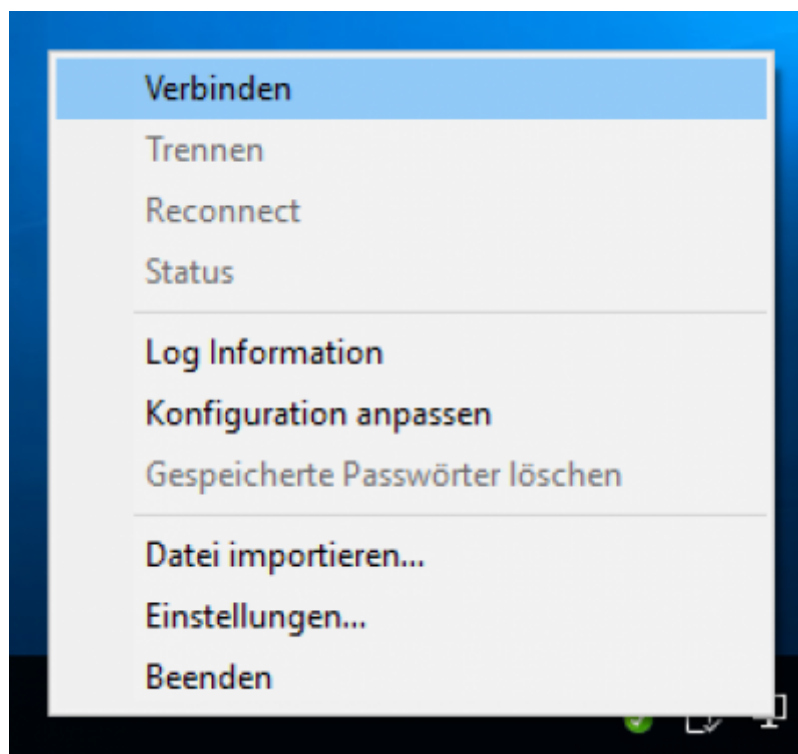 Verbinden
Trennen
Reconnect
Status
Log Information
Konfiguration anpassen
Gespeicherte Passwörter löschen
Datei importieren...
Einstellungen...
Beenden